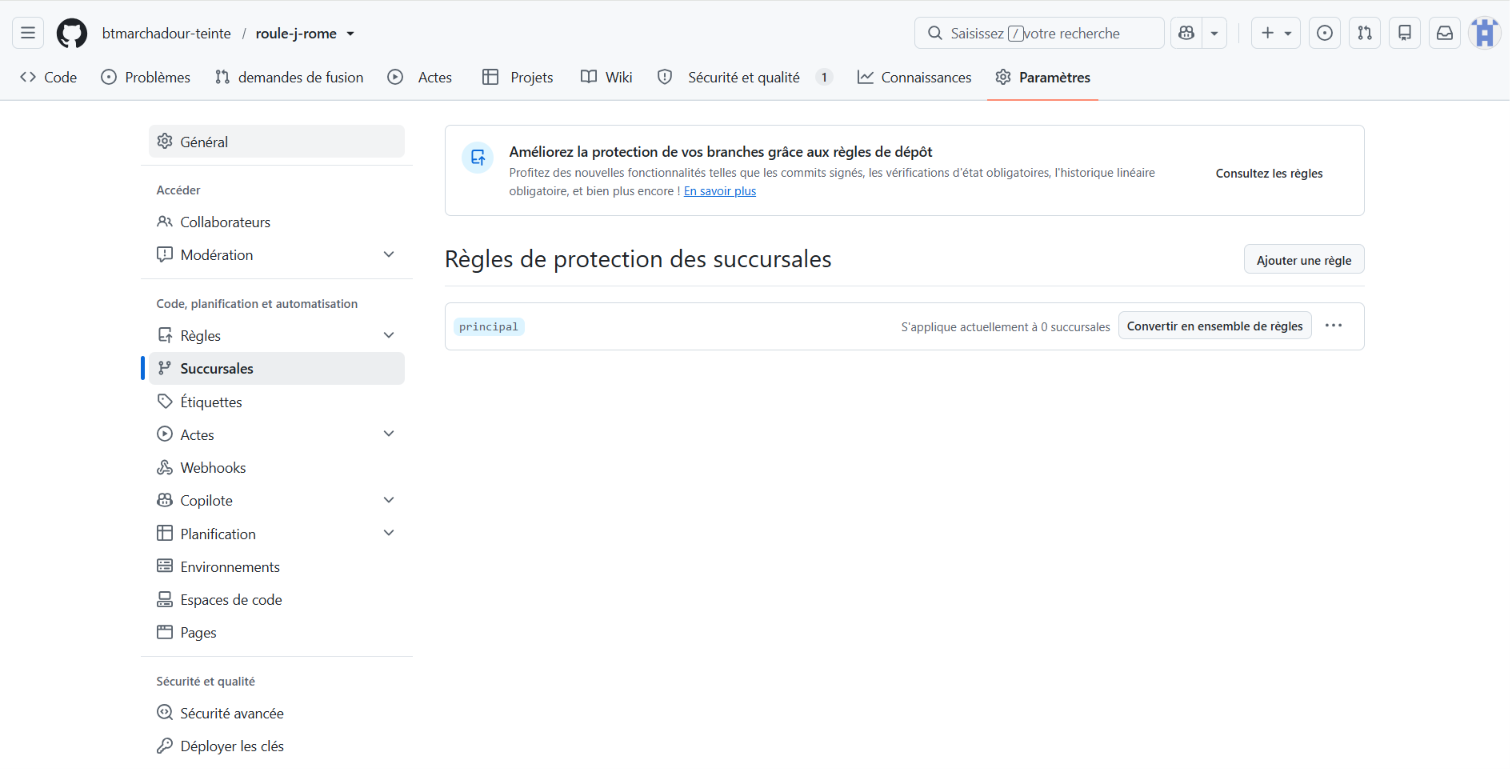 btmarchadour-teinte / roule-j-rome
Saisissez / votre recherche
Code
Problèmes
demandes de fusion
Actes
Projets
Wiki
Sécurité et qualité 1
Connaissances
Paramètres
Général
Accéder
Collaborateurs
Modération
Code, planification et automatisation
Règles
Succursales
Étiquettes
Actes
Webhooks
Copilote
Planification
Environnements
Espaces de code
Pages
Sécurité et qualité
Sécurité avancée
Déployer les clés
Améliorez la protection de vos branches grâce aux règles de dépôt
Profitez des nouvelles fonctionnalités telles que les commits signés, les vérifications d'état obligatoires, l'historique linéaire
obligatoire, et bien plus encore ! En savoir plus
Consultez les règles
Règles de protection des succursales
Ajouter une règle
principal
S'applique actuellement à 0 succursales
Convertir en ensemble de règles